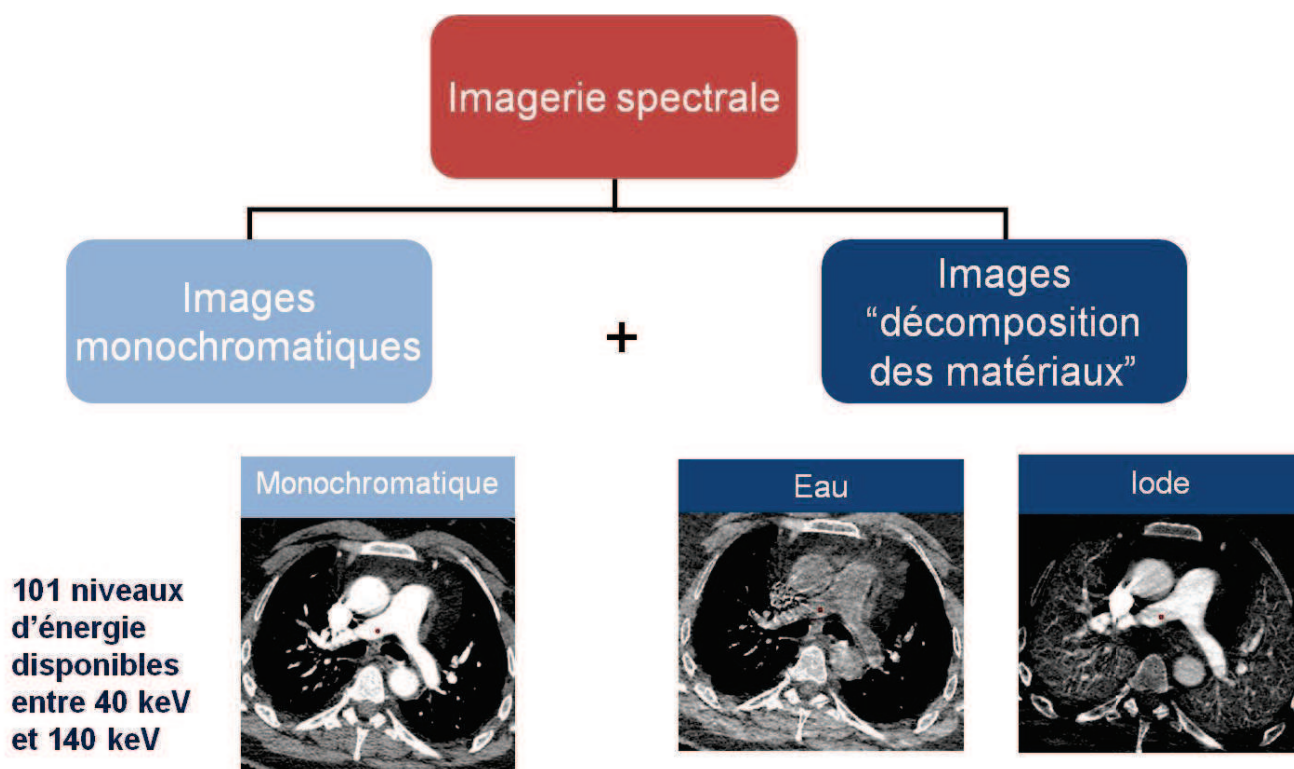 Imagerie spectrale
Images
monochromatiques
+
Images
“décomposition
des matériaux”
Monochromatique
Eau
Iode
101 niveaux
d’énergie
disponibles
entre 40 keV
et 140 keV